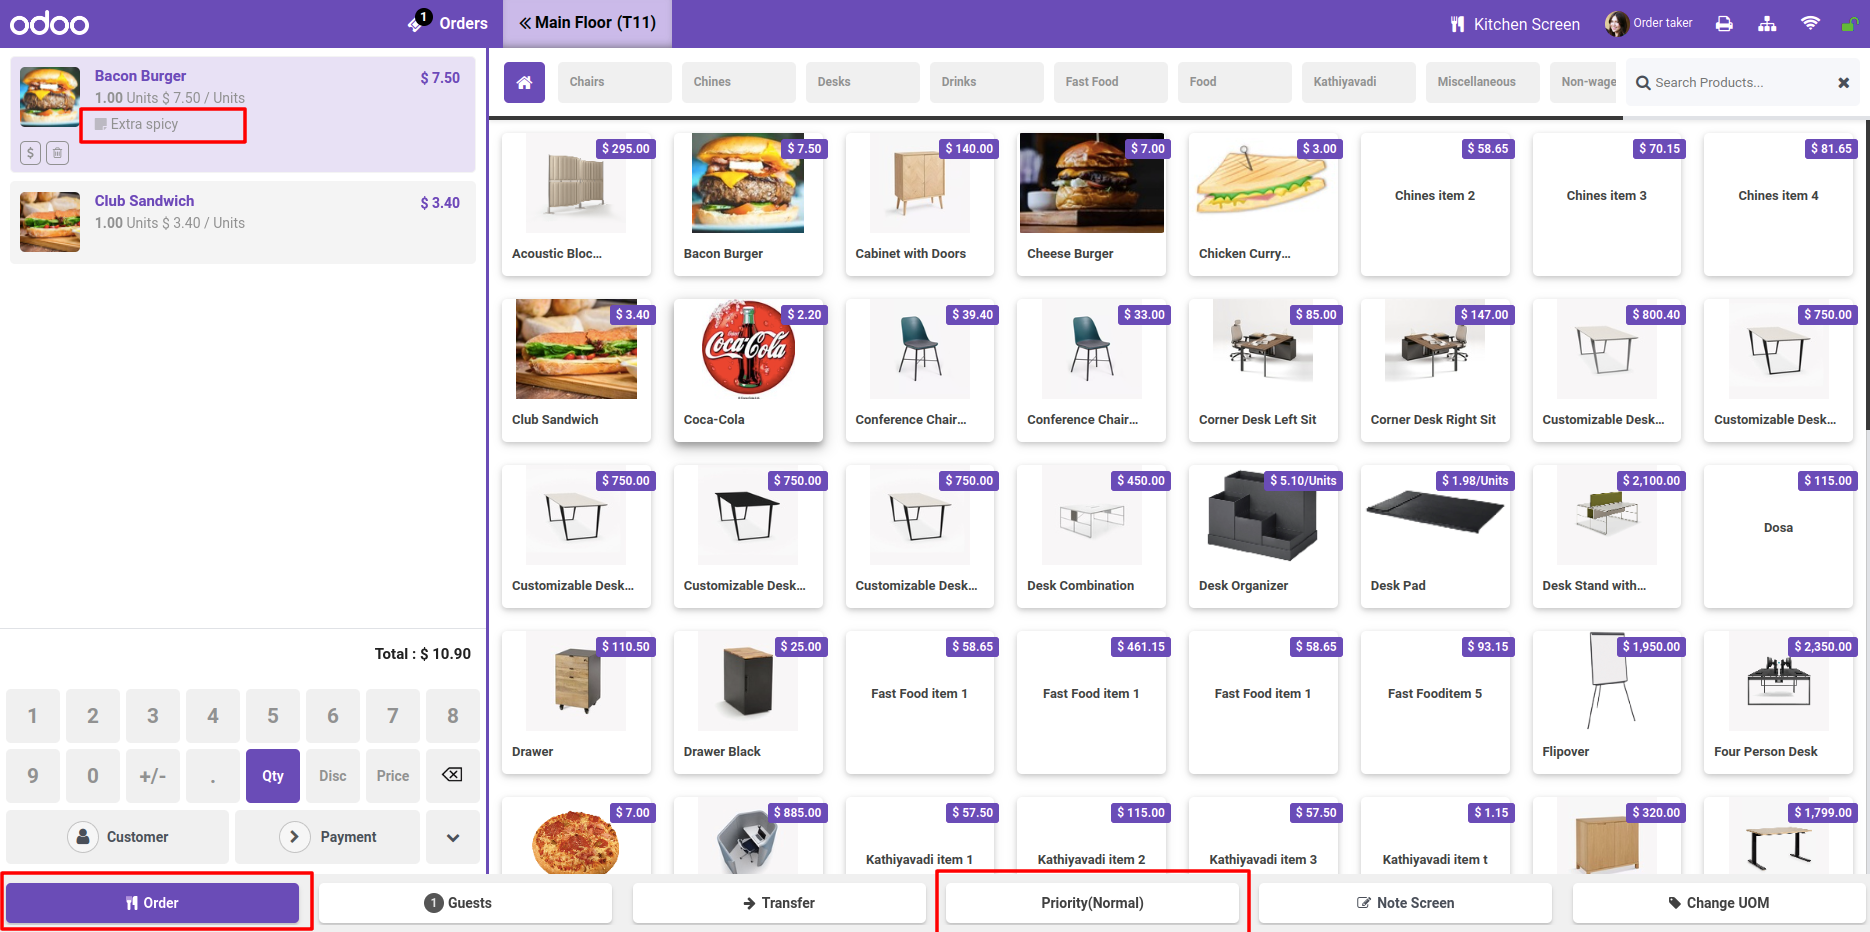 odoo
1 Orders
Main Floor (T11)
Kitchen Screen
Order taker
Bacon Burger
$ 7.50
1.00 Units $ 7.50 / Units
Extra spicy
$
Club Sandwich
$ 3.40
1.00 Units $ 3.40 / Units
Total : $ 10.90
1 2 3 4 5 6 7 8
9 0 +/- . Qty Disc Price
Customer
Payment
Chairs
Chines
Desks
Drinks
Fast Food
Food
Kathiyavadi
Miscellaneous
Non-wage
Search Products...
$ 295.00
Acoustic Bloc...
$ 7.50
Bacon Burger
$ 140.00
Cabinet with Doors
$ 7.00
Cheese Burger
$ 3.00
Chicken Curry...
$ 58.65
Chines item 2
$ 70.15
Chines item 3
$ 81.65
Chines item 4
$ 3.40
Club Sandwich
$ 2.20
Coca-Cola
Coca-Cola
$ 39.40
Conference Chair...
$ 33.00
Conference Chair...
$ 85.00
Corner Desk Left Sit
$ 147.00
Corner Desk Right Sit
$ 800.40
Customizable Desk...
$ 750.00
Customizable Desk...
$ 750.00
Customizable Desk...
$ 750.00
Customizable Desk...
$ 750.00
Customizable Desk...
$ 450.00
Desk Combination
$ 5.10/Units
Desk Organizer
$ 1.98/Units
Desk Pad
$ 2,100.00
Desk Stand with...
$ 115.00
Dosa
$ 110.50
Drawer
$ 25.00
Drawer Black
$ 58.65
Fast Food item 1
$ 461.15
Fast Food item 1
$ 58.65
Fast Food item 1
$ 93.15
Fast Fooditem 5
$ 1,950.00
Flipover
$ 2,350.00
Four Person Desk
$ 7.00
$ 885.00
$ 57.50
Kathiyavadi item 1
$ 115.00
Kathiyavadi item 2
$ 57.50
Kathiyavadi item 3
$ 1.15
Kathiyavadi item t
$ 320.00
$ 1,799.00
Order
1 Guests
Transfer
Priority(Normal)
Note Screen
Change UOM